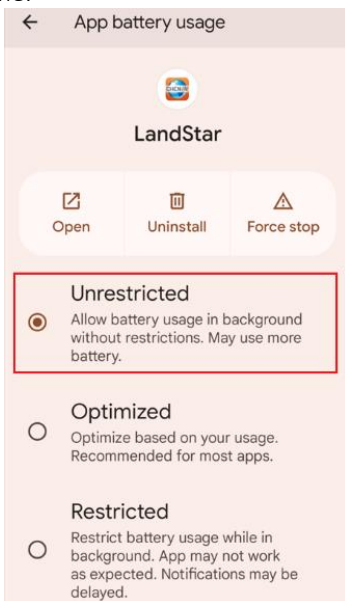 App battery usage
LandStar
Open Uninstall Force stop
Unrestricted
Allow battery usage in background
without restrictions. May use more
battery.
Optimized
Optimize based on your usage.
Recommended for most apps.
Restricted
Restrict battery usage while in
background. App may not work
as expected. Notifications may be
delayed.